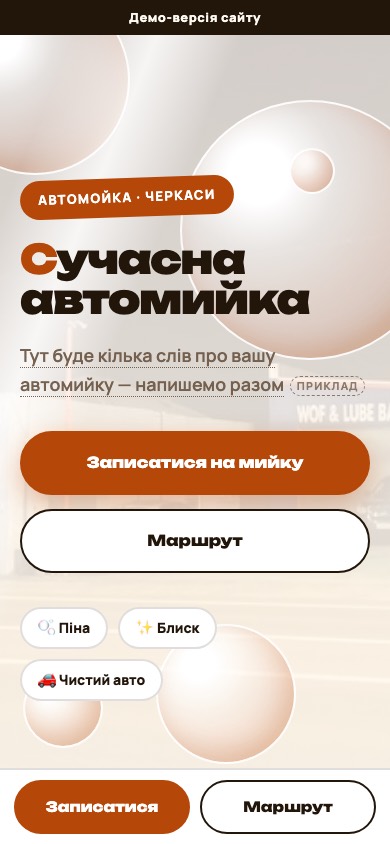 Демо-версія сайту
АВТОМОЙКА · ЧЕРКАСИ
Сучасна
автомийка
Тут буде кілька слів про вашу
автомийку — напишемо разом ПРИКЛАД
WOF & LUBE BA
Записатися на мийку
Маршрут
🫧 Піна ✨ Блиск
🚗 Чистий авто
Записатися Маршрут